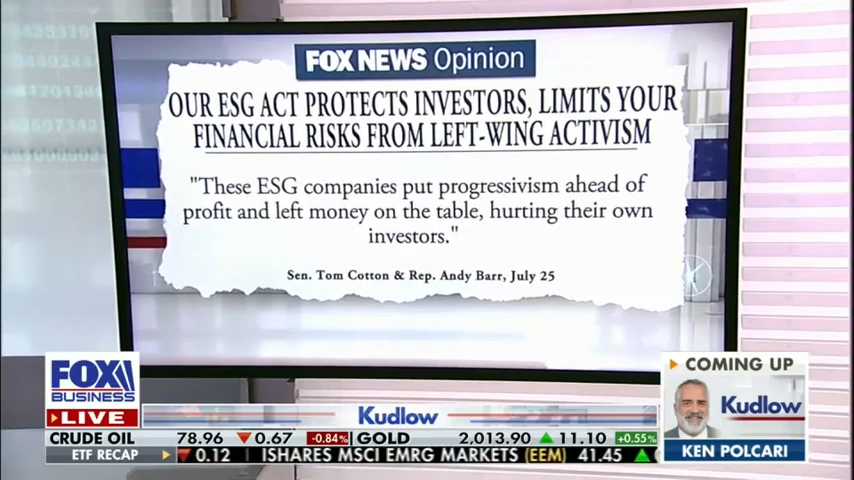 FOX NEWS Opinion
OUR ESG ACT PROTECTS INVESTORS, LIMITS YOUR
FINANCIAL RISKS FROM LEFT-WING ACTIVISM
"These ESG companies put progressivism ahead of
profit and left money on the table, hurting their own
investors."
Sen. Tom Cotton & Rep. Andy Barr, July 25
FOX
BUSINESS
LIVE
Kudlow
COMING UP
Kudlow
KEN POLCARI
CRUDE OIL 78.96 ▼ 0.67 -0.84% GOLD 2,013.90 ▲ 11.10 +0.55%
ETF RECAP ▼ 0.12 ISHARES MSCI EMRG MARKETS (EEM) 41.45 ▲